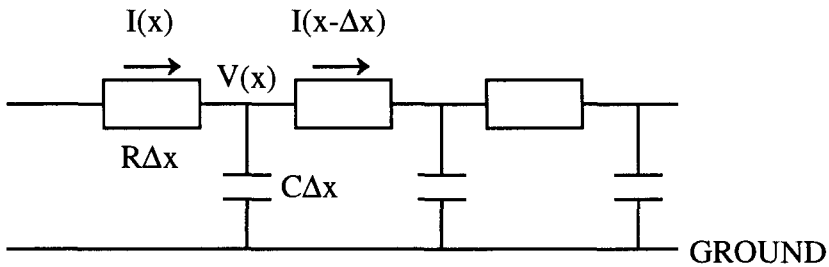 I(x)
I(x-Δx)
V(x)
RΔx
CΔx
GROUND